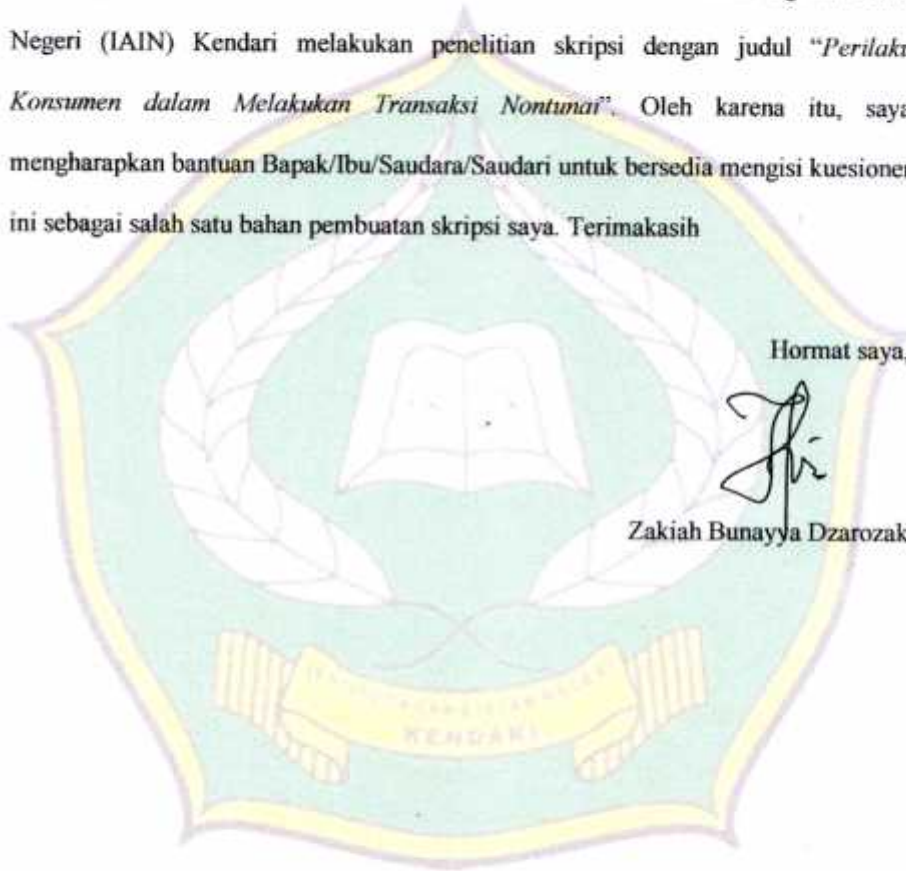 Negeri (IAIN) Kendari melakukan penelitian skripsi dengan judul “Perilaku
Konsumen dalam Melakukan Transaksi Nontunai”. Oleh karena itu, saya
mengharapkan bantuan Bapak/Ibu/Saudara/Saudari untuk bersedia mengisi kuesioner
ini sebagai salah satu bahan pembuatan skripsi saya. Terimakasih
Hormat saya,
Zakiah Bunayya Dzarozak
KENDARI